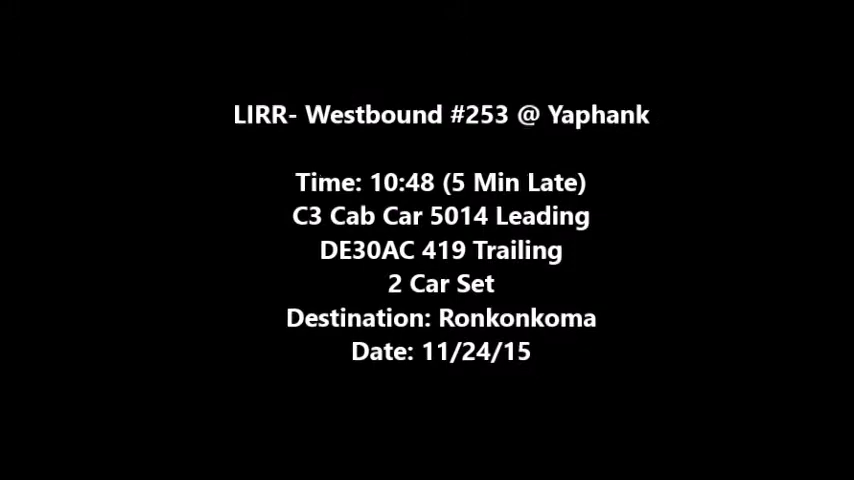 LIRR- Westbound #253 @ Yaphank
Time: 10:48 (5 Min Late)
C3 Cab Car 5014 Leading
DE30AC 419 Trailing
2 Car Set
Destination: Ronkonkoma
Date: 11/24/15